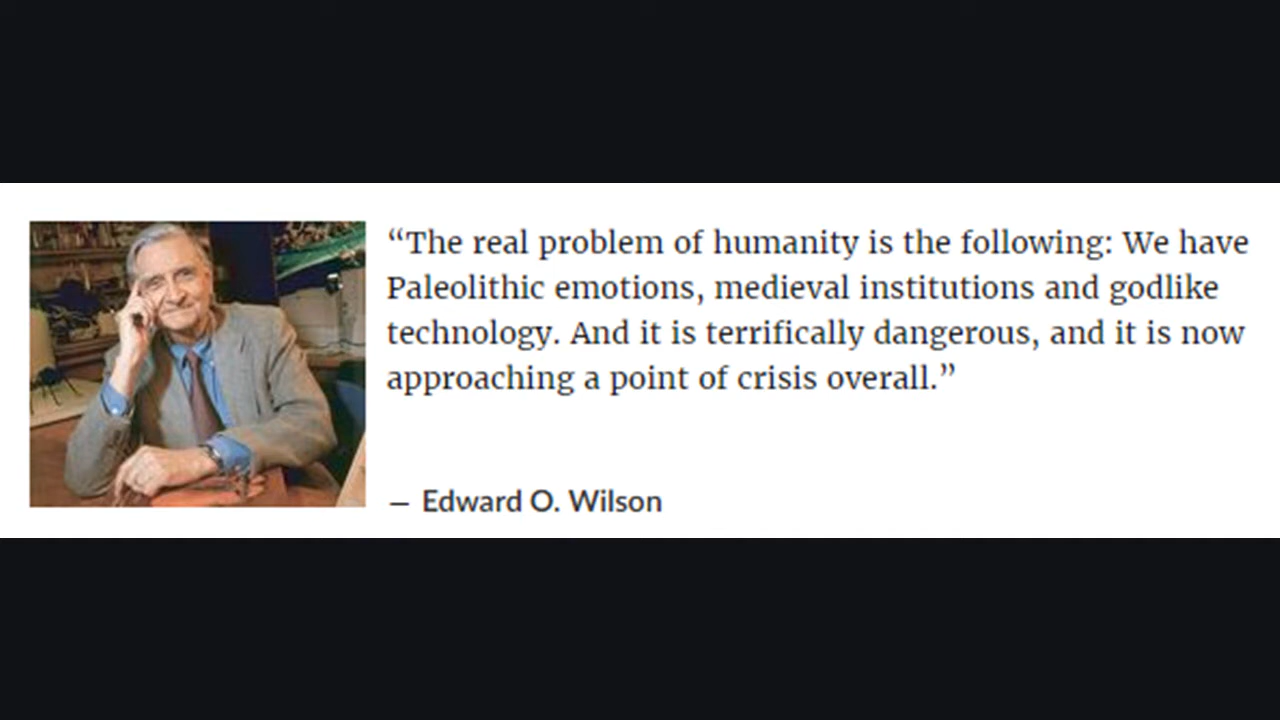 “The real problem of humanity is the following: We have
Paleolithic emotions, medieval institutions and godlike
technology. And it is terrifically dangerous, and it is now
approaching a point of crisis overall.”
— Edward O. Wilson